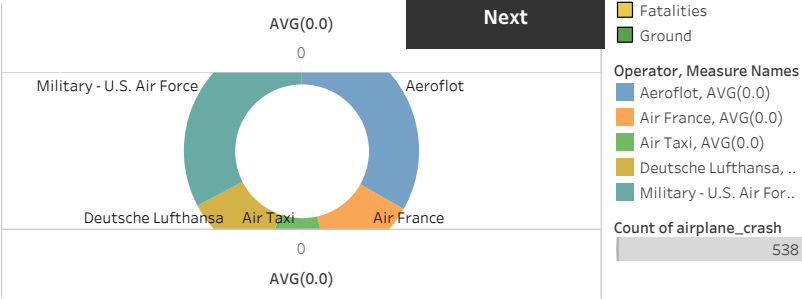 AVG(0.0)
0
Next
Military - U.S. Air Force
Aeroflot
Deutsche Lufthansa
Air Taxi
Air France
0
AVG(0.0)
Fatalities
Ground
Operator, Measure Names
Aeroflot, AVG(0.0)
Air France, AVG(0.0)
Air Taxi, AVG(0.0)
Deutsche Lufthansa, ..
Military - U.S. Air For..
Count of airplane_crash
538